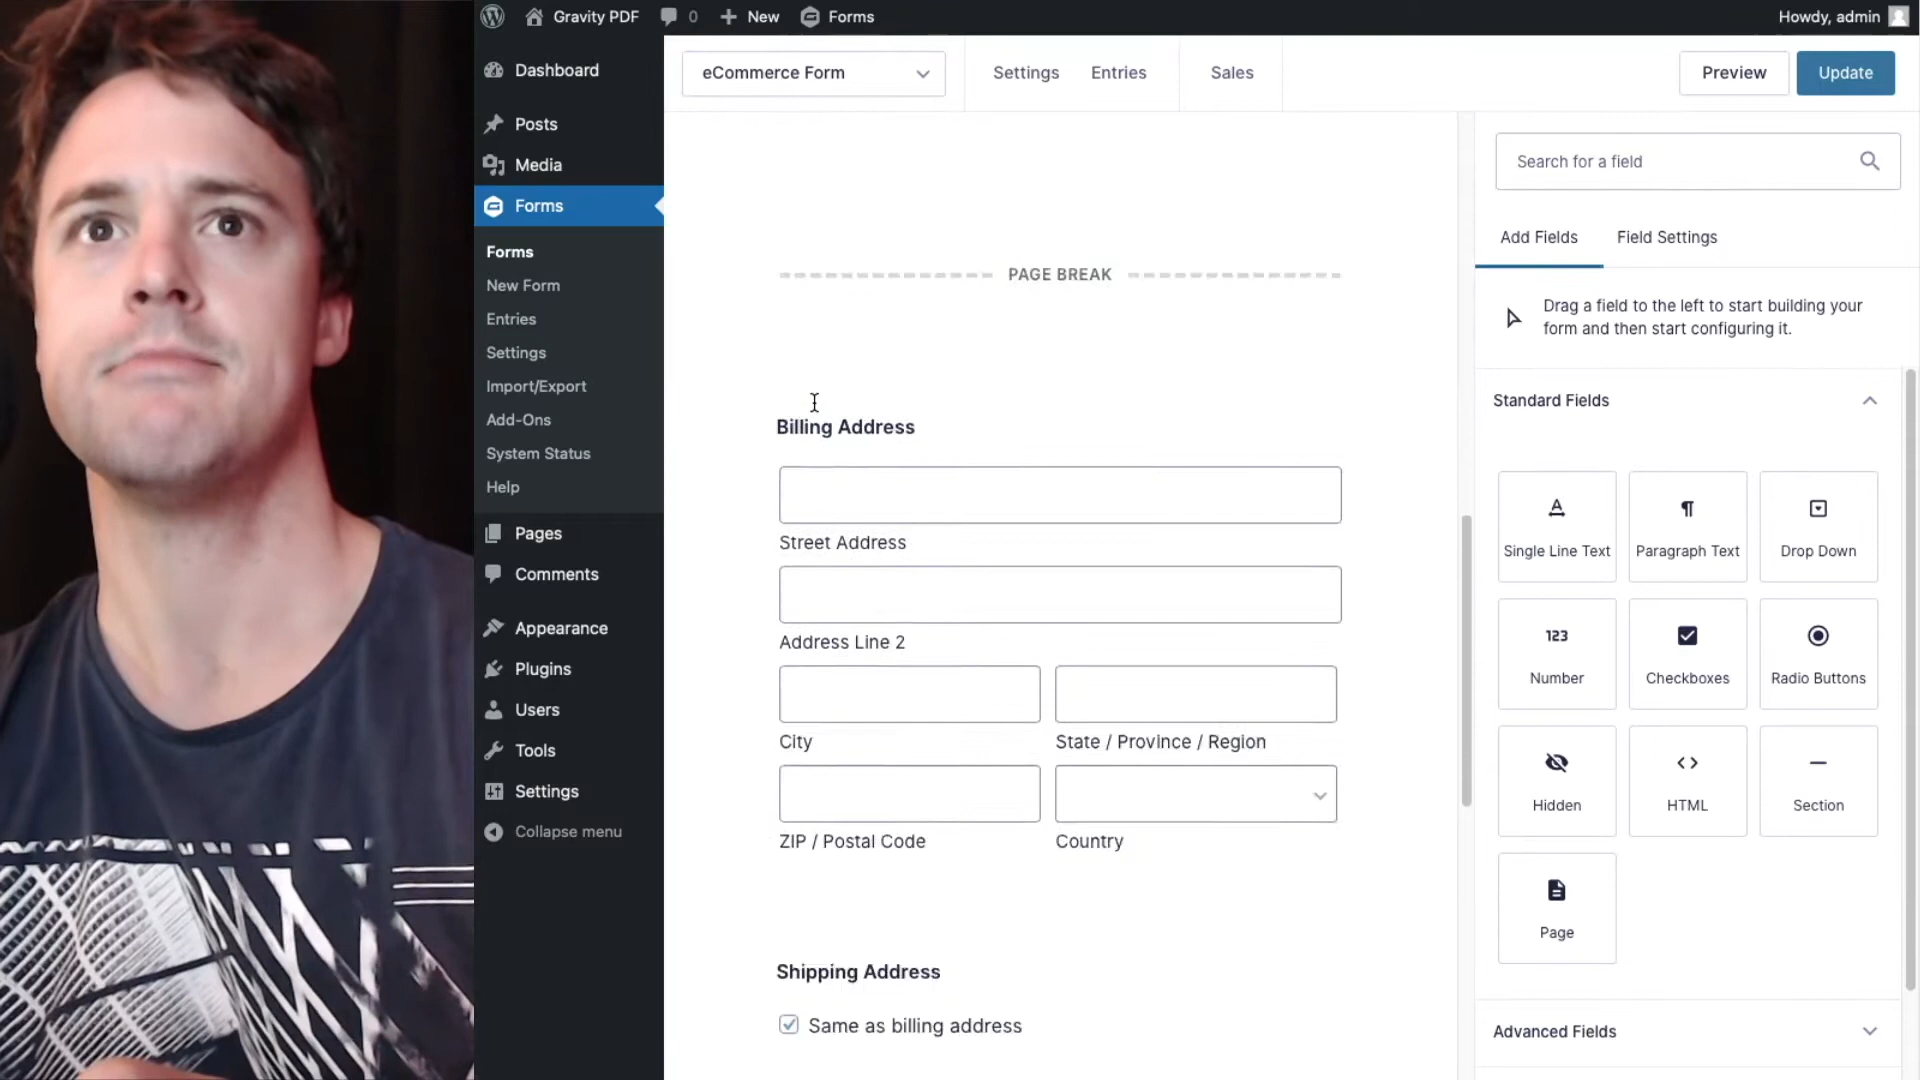 Gravity PDF
0
New
Forms
Howdy, admin
Dashboard
Posts
Media
Forms
Forms
New Form
Entries
Settings
Import/Export
Add-Ons
System Status
Help
Pages
Comments
Appearance
Plugins
Users
Tools
Settings
Collapse menu
eCommerce Form
Settings
Entries
Sales
Preview
Update
PAGE BREAK
Billing Address
Street Address
Address Line 2
City
State / Province / Region
ZIP / Postal Code
Country
Shipping Address
Same as billing address
Search for a field
Add Fields
Field Settings
Drag a field to the left to start building your
form and then start configuring it.
Standard Fields
Single Line Text
Paragraph Text
Drop Down
123
Number
Checkboxes
Radio Buttons
Hidden
HTML
Section
Page
Advanced Fields